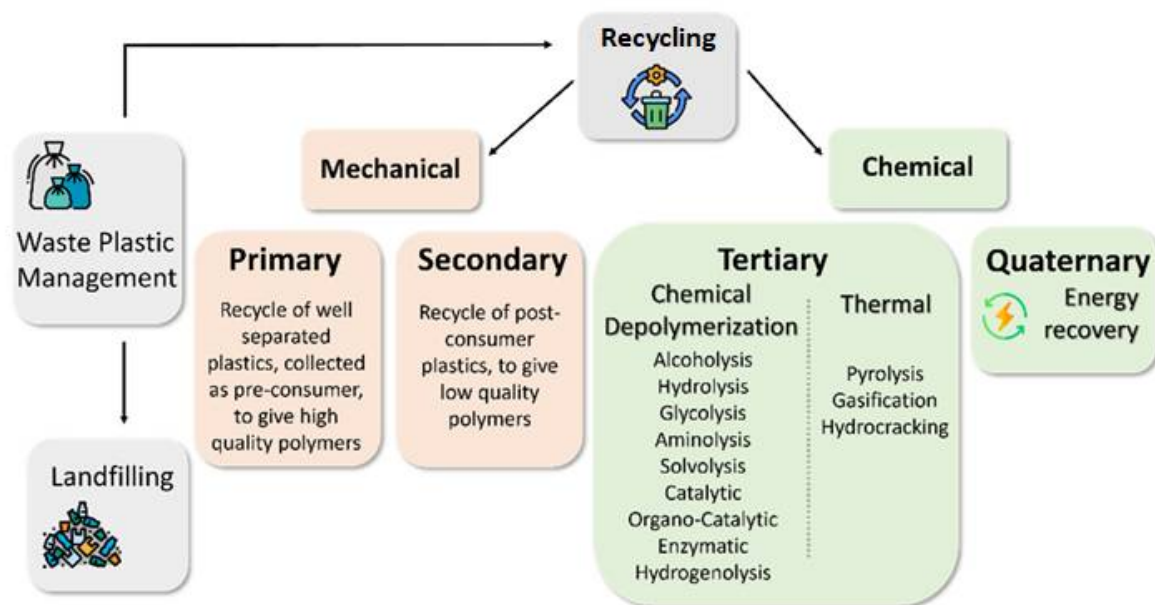 Recycling
Mechanical
Chemical
Waste Plastic
Management
Landfilling
Primary
Recycle of well
separated
plastics, collected
as pre-consumer,
to give high
quality polymers
Secondary
Recycle of post-
consumer
plastics, to give
low quality
polymers
Tertiary
Chemical
Depolymerization
Alcoholysis
Hydrolysis
Glycolysis
Aminolysis
Solvolysis
Catalytic
Organo-Catalytic
Enzymatic
Hydrogenolysis
Thermal
Pyrolysis
Gasification
Hydrocracking
Quaternary
Energy
recovery